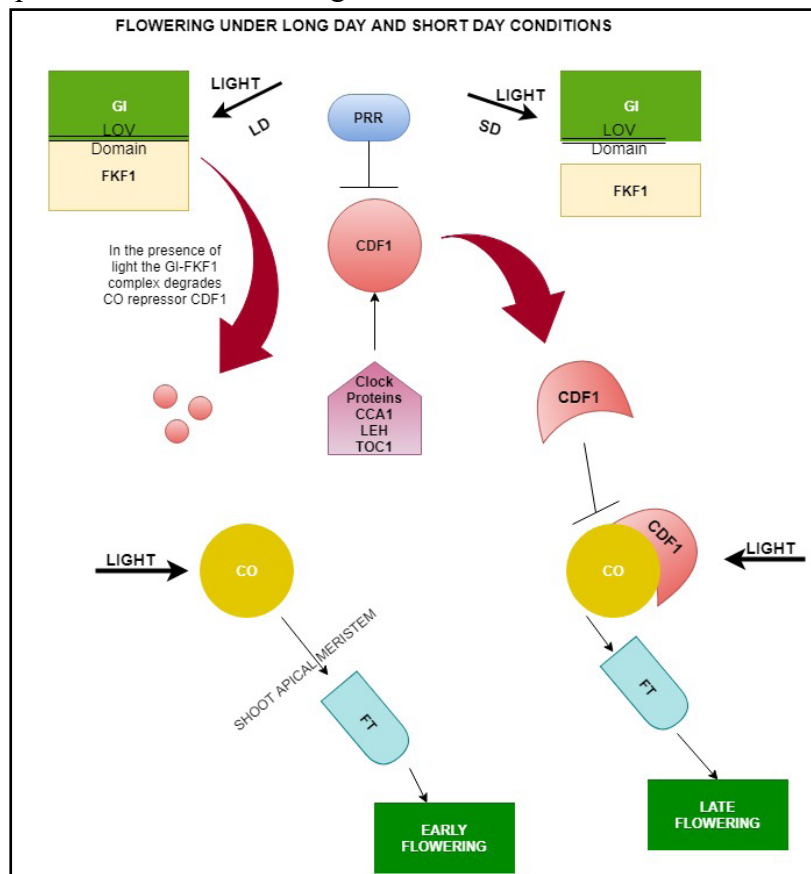 FLOWERING UNDER LONG DAY AND SHORT DAY CONDITIONS
LIGHT
LD
GI
LOV
Domain
FKF1
PRR
LIGHT
SD
GI
LOV
Domain
FKF1
In the presence of
light the GI-FKF1
complex degrades
CO repressor CDF1
CDF1
Clock
Proteins
CCA1
LEH
TOC1
CDF1
LIGHT
CO
SHOOT APICAL MERISTEM
FT
EARLY
FLOWERING
CO
CDF1
LIGHT
FT
LATE
FLOWERING